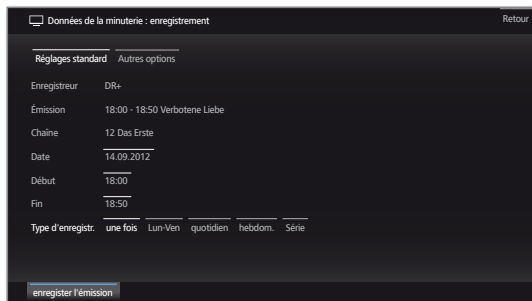 Données de la minuterie : enregistrement Retour
Réglages standard Autres options
Enregistreur DR+
Émission 18:00 - 18:50 Verbotene Liebe
Chaîne 12 Das Erste
Date 14.09.2012
Début 18:00
Fin 18:50
Type d'enregistr. une fois Lun-Ven quotidien hebdom. Série
enregister l'émission